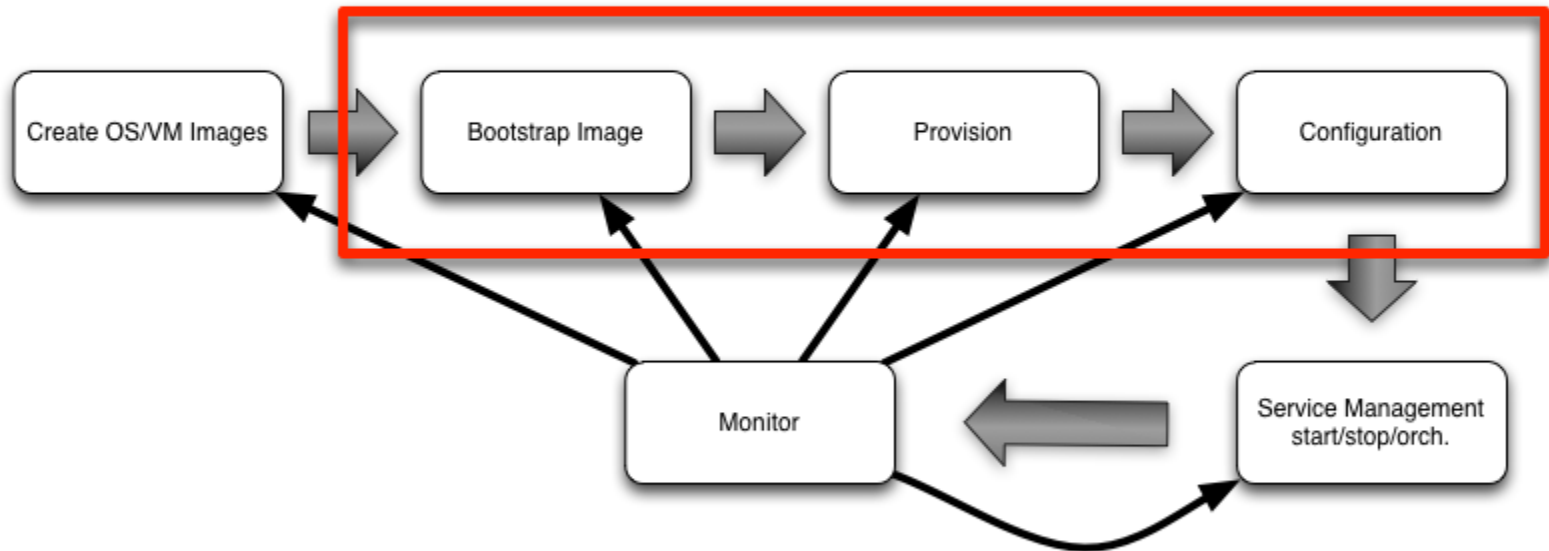 Create OS/VM Images
Bootstrap Image
Provision
Configuration
Monitor
Service Management
start/stop/orch.